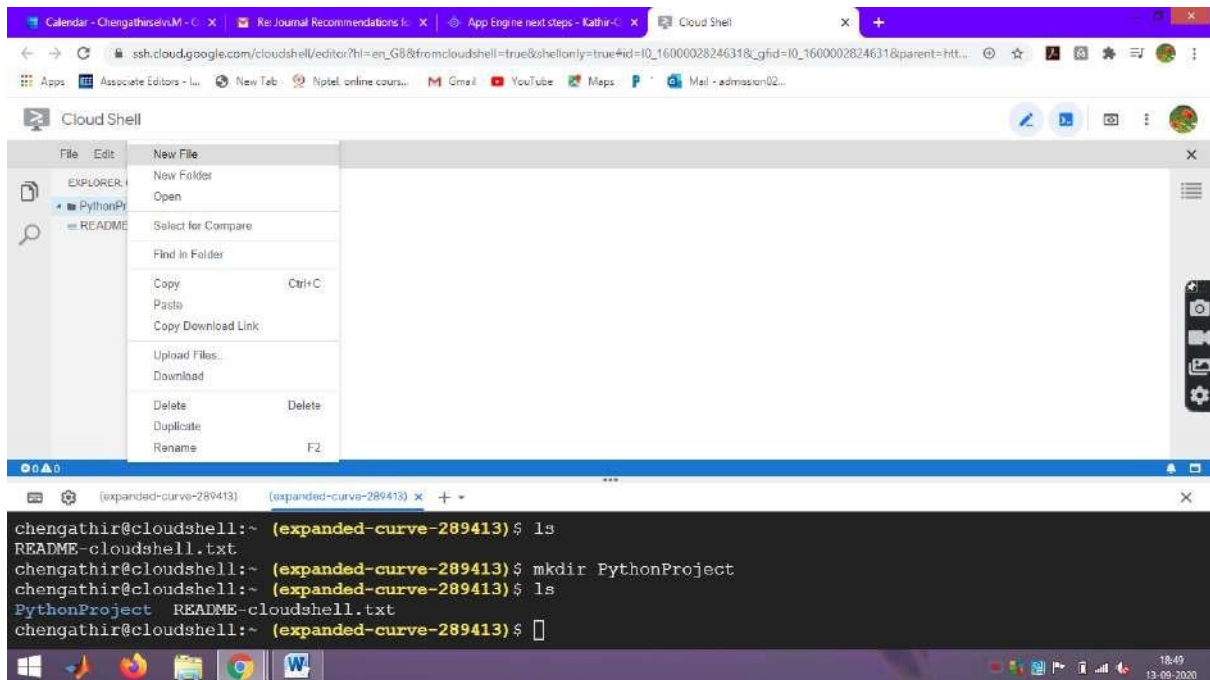 Calendar - Chengathirselvi.M - O
Re: Journal Recommendations fo
App Engine next steps - Kathir-C
Cloud Shell
ssh.cloud.google.com/cloudshell/editor?hl=en_GB&fromcloudshell=true&shellonly=true#id=I0_1600002824631&_gfid=I0_1600002824631&parent=htt...
Apps
Associate Editors - I...
New Tab
Nptel, online cours...
Gmail
YouTube
Maps
Mail - admission02...
Cloud Shell
File Edit
EXPLORER:
PythonPr
README
New File
New Folder
Open
Select for Compare
Find in Folder
Copy Ctrl+C
Paste
Copy Download Link
Upload Files..
Download
Delete Delete
Duplicate
Rename F2
0 0
(expanded-curve-289413)
(expanded-curve-289413)
chengathir@cloudshell:~ (expanded-curve-289413)$ ls
README-cloudshell.txt
chengathir@cloudshell:~ (expanded-curve-289413)$ mkdir PythonProject
chengathir@cloudshell:~ (expanded-curve-289413)$ ls
PythonProject README-cloudshell.txt
chengathir@cloudshell:~ (expanded-curve-289413)$
18:49
13-09-2020